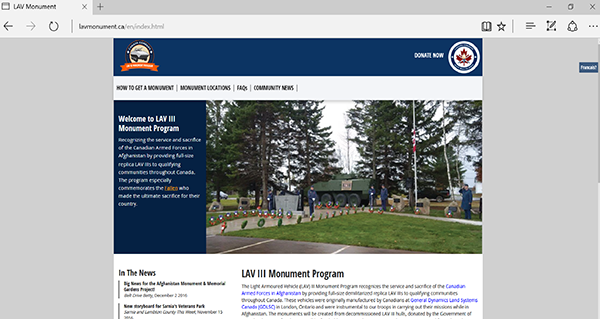 LAV Monument
lavmonument.ca/en/index.html
DONATE NOW
Français?
HOW TO GET A MONUMENT | MONUMENT LOCATIONS | FAQs | COMMUNITY NEWS |
Welcome to LAV III
Monument Program
Recognizing the service and sacrifice
of the Canadian Armed Forces in
Afghanistan by providing full-size
replica LAV IIIs to qualifying
communities throughout Canada.
The program especially
commemorates the Fallen who
made the ultimate sacrifice for their
country.
In The News
Big News for the Afghanistan Monument & Memorial
Gardens Project!
Belt Drive Betty, December 2 2016
New storyboard for Sarnia's Veterans Park
Sarnia and Lambton County This Week, November 15
2016
LAV III Monument Program
The Light Armoured Vehicle (LAV) III Monument Program recognizes the service and sacrifice of the Canadian
Armed Forces in Afghanistan by providing full-size demilitarized replica LAV IIIs to qualifying communities
throughout Canada. These vehicles were originally manufactured by Canadians at General Dynamics Land Systems
Canada (GDLSC) in London, Ontario and were instrumental to our troops in carrying out their missions while in
Afghanistan. The monuments will be created from decommissioned LAV III hulls, donated by the Government of